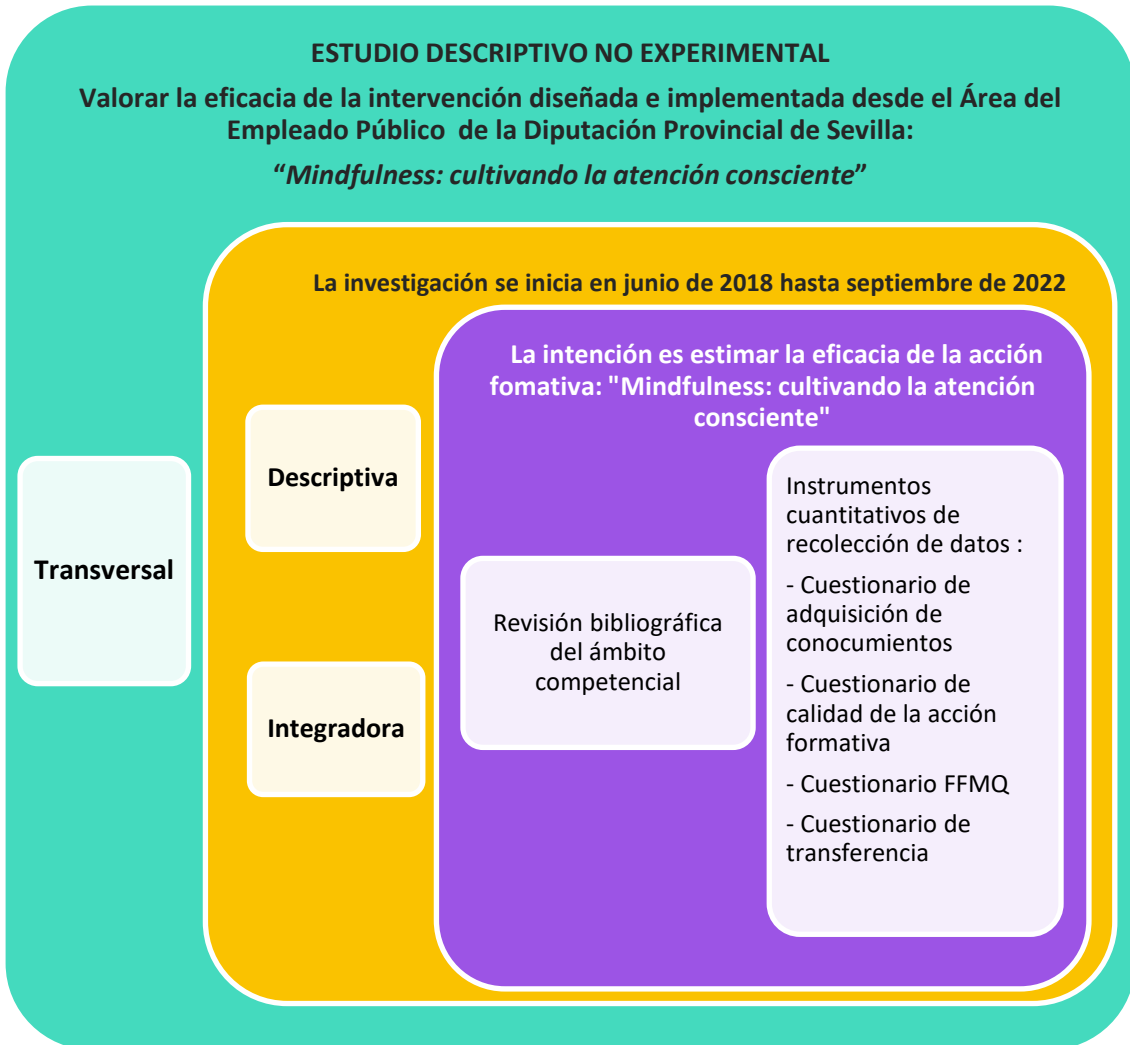 ESTUDIO DESCRIPTIVO NO EXPERIMENTAL
Valorar la eficacia de la intervención diseñada e implementada desde el Área del
Empleado Público de la Diputación Provincial de Sevilla:
“Mindfulness: cultivando la atención consciente”
La investigación se inicia en junio de 2018 hasta septiembre de 2022
La intención es estimar la eficacia de la acción
fomativa: "Mindfulness: cultivando la atención
consciente"
Transversal
Descriptiva
Integradora
Revisión bibliográfica
del ámbito
competencial
Instrumentos
cuantitativos de
recolección de datos :
- Cuestionario de
adquisición de
conocumientos
- Cuestionario de
calidad de la acción
formativa
- Cuestionario FFMQ
- Cuestionario de
transferencia